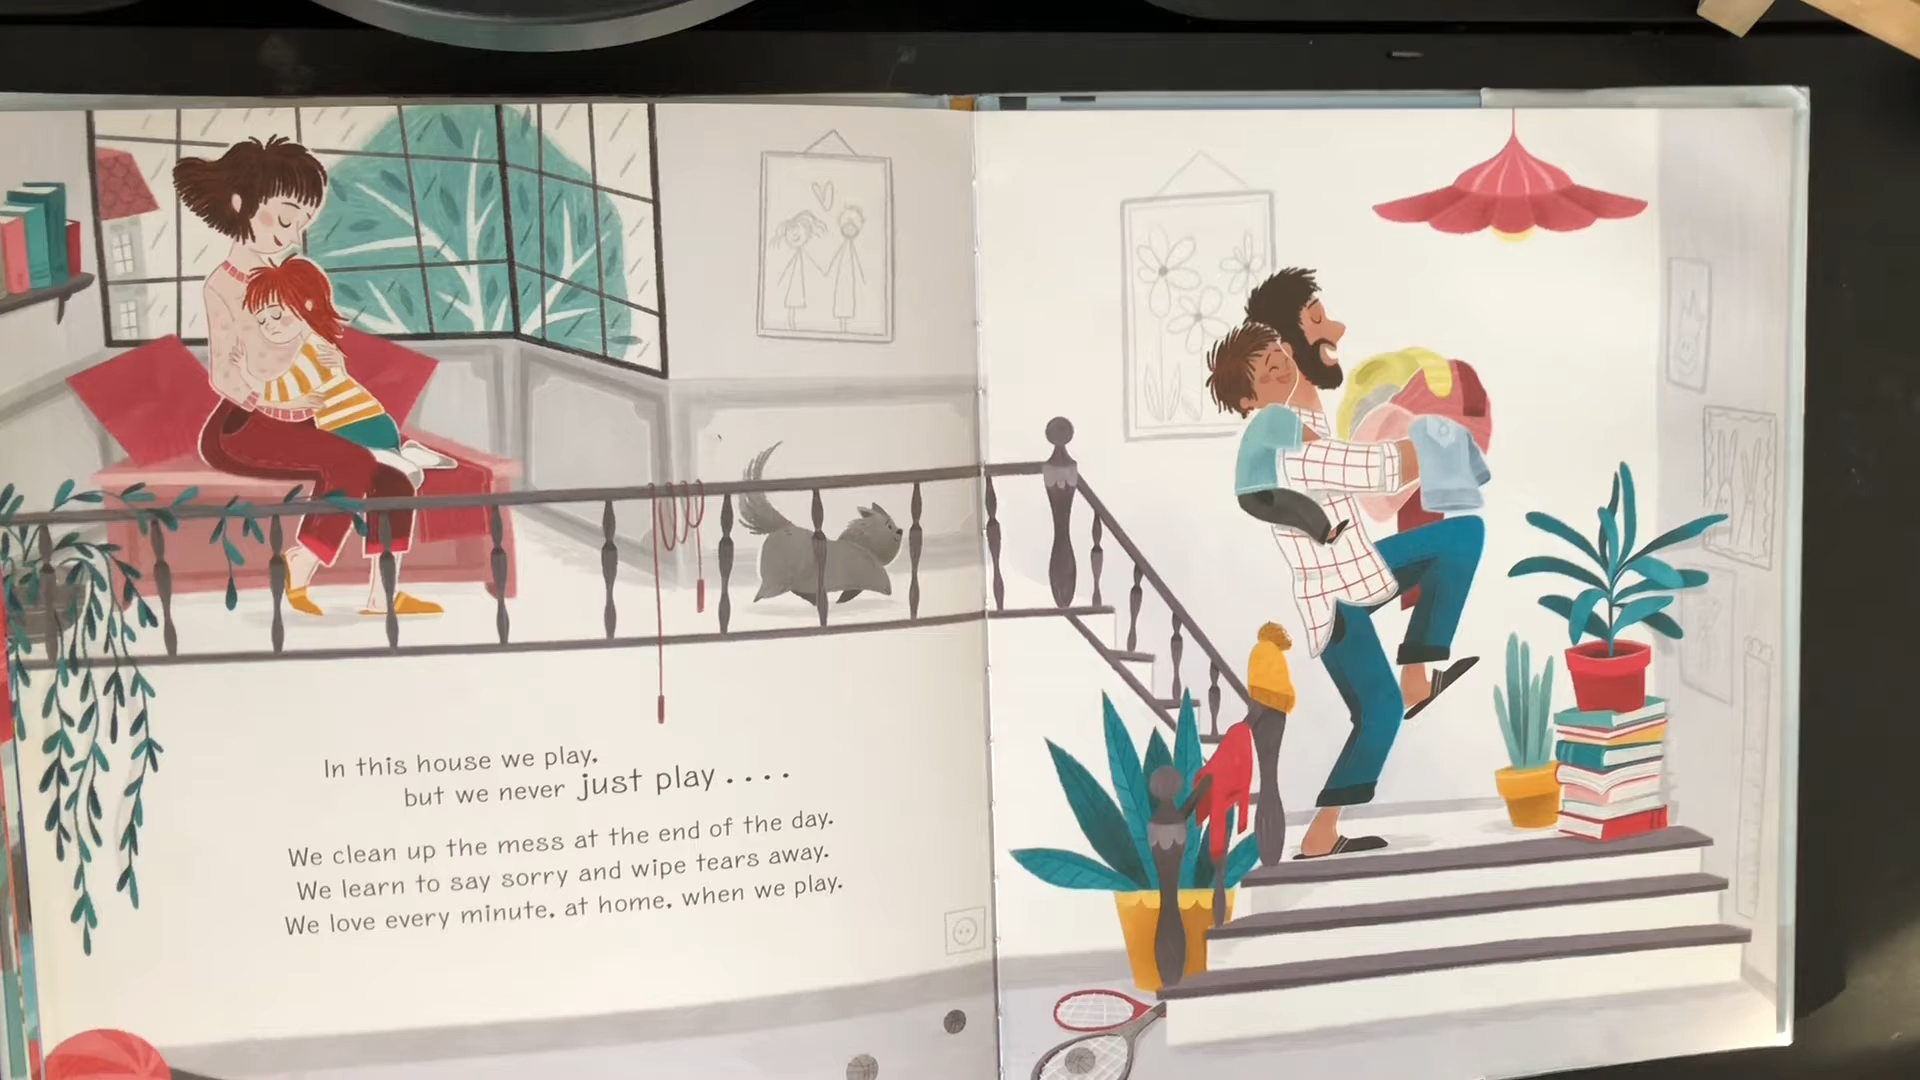 In this house we play,
but we never just play . . . .
We clean up the mess at the end of the day.
We learn to say sorry and wipe tears away.
We love every minute, at home, when we play.